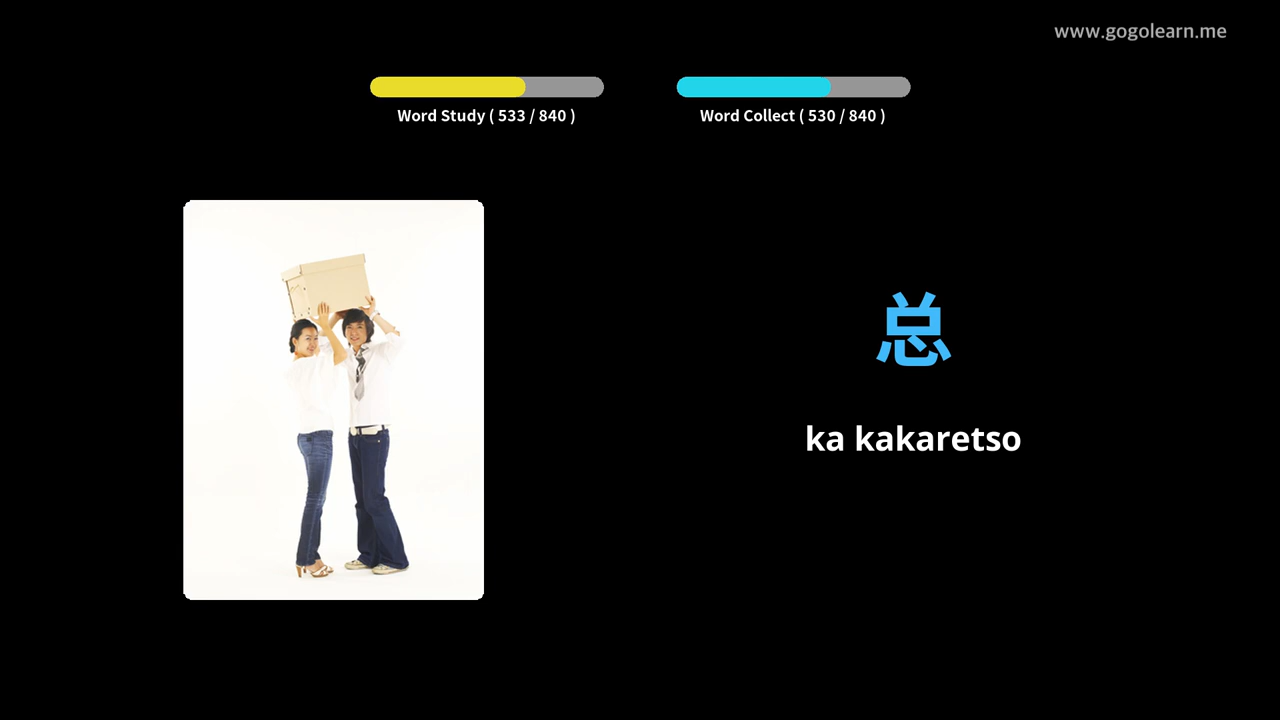 www.gogolearn.me
Word Study ( 533 / 840 )
Word Collect ( 530 / 840 )
总
ka kakaretso